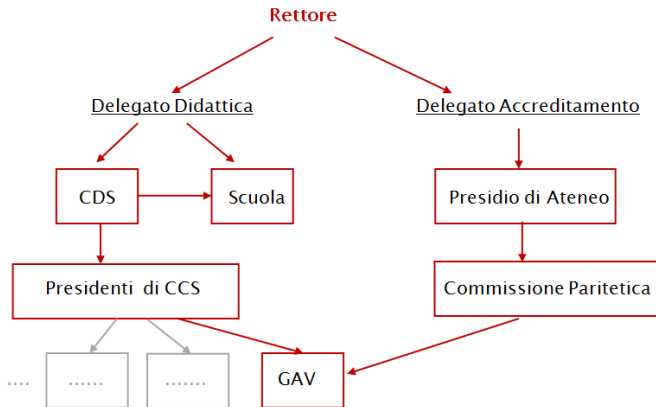 Rettore
Delegato Didattica
Delegato Accreditamento
CDS
Scuola
Presidio di Ateneo
Presidenti di CCS
Commissione Paritetica
....
......
.......
GAV